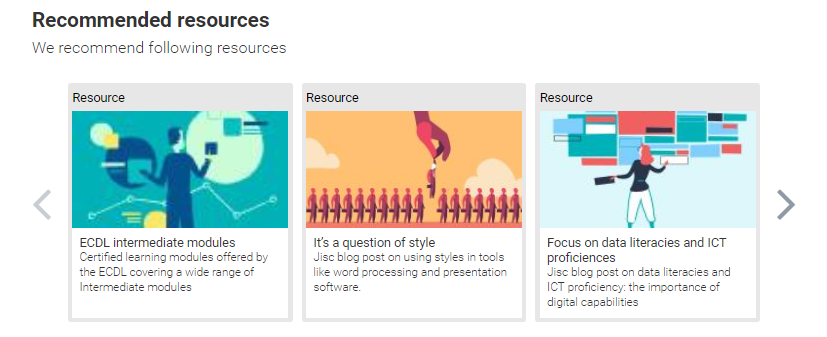 Recommended resources
We recommend following resources
Resource
ECDL intermediate modules
Certified learning modules offered by
the ECDL covering a wide range of
Intermediate modules
Resource
It's a question of style
Jisc blog post on using styles in tools
like word processing and presentation
software.
Resource
Focus on data literacies and ICT
proficiences
Jisc blog post on data literacies and
ICT proficiency: the importance of
digital capabilities